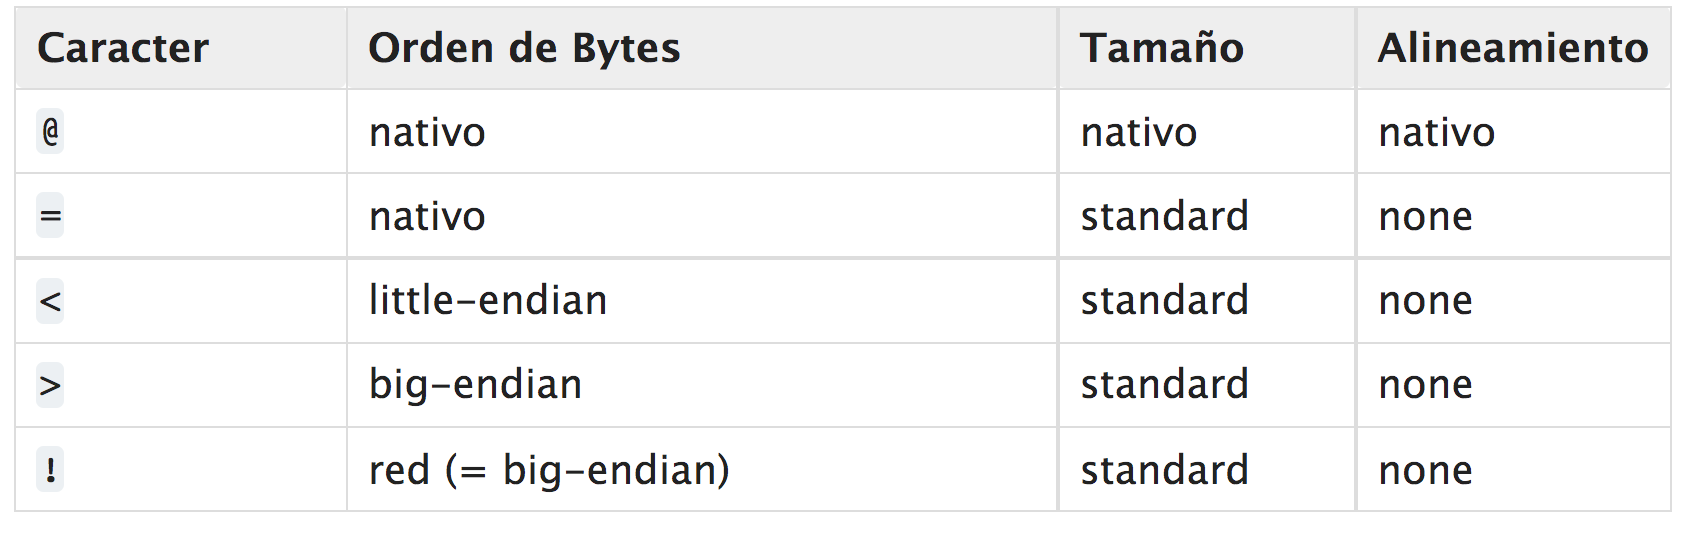 Caracter Orden de Bytes Tamaño Alineamiento
@ nativo nativo nativo
= nativo standard none
< little-endian standard none
> big-endian standard none
! red (= big-endian) standard none